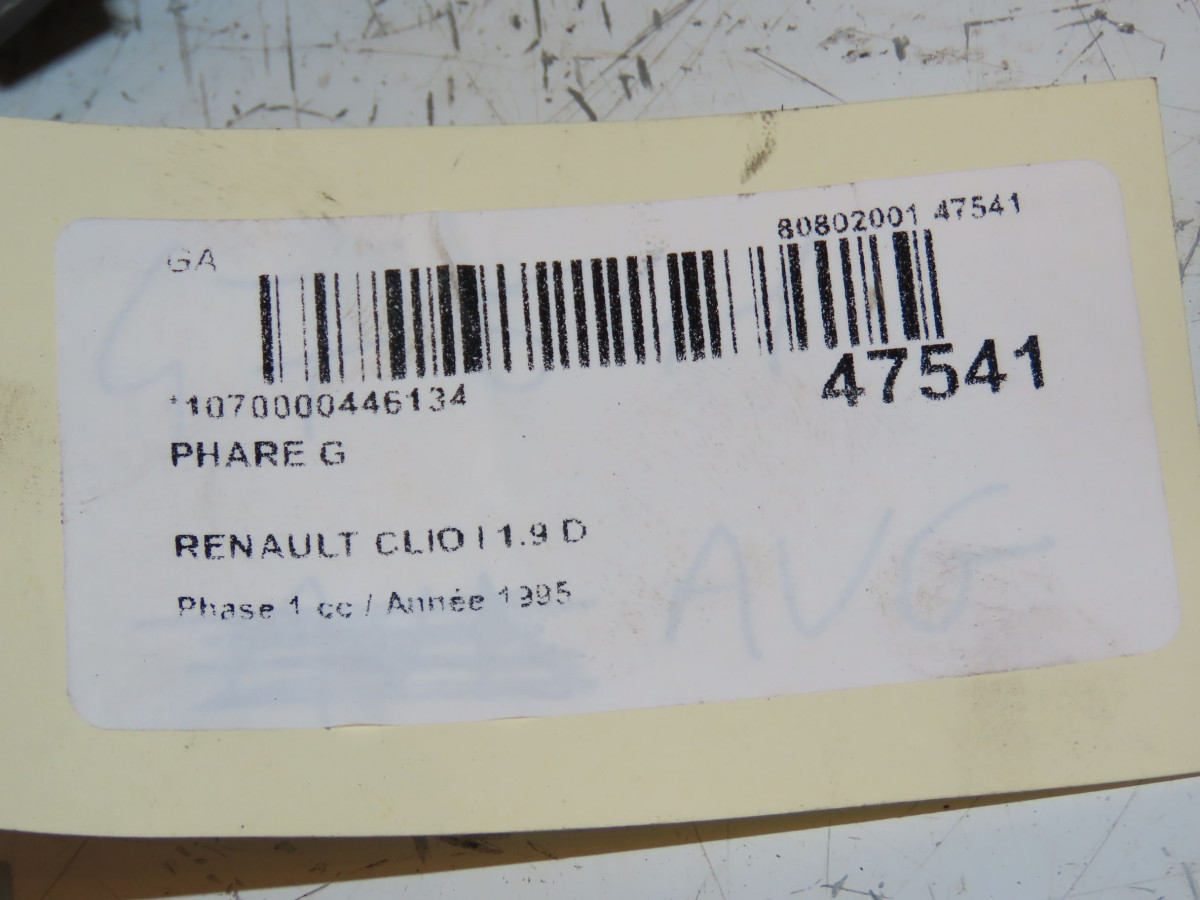 80802001 47541
GA
47541
*1070000446134
PHARE G
RENAULT CLIO I 1.9 D
Phase 1 cc / Année 1995
AVG